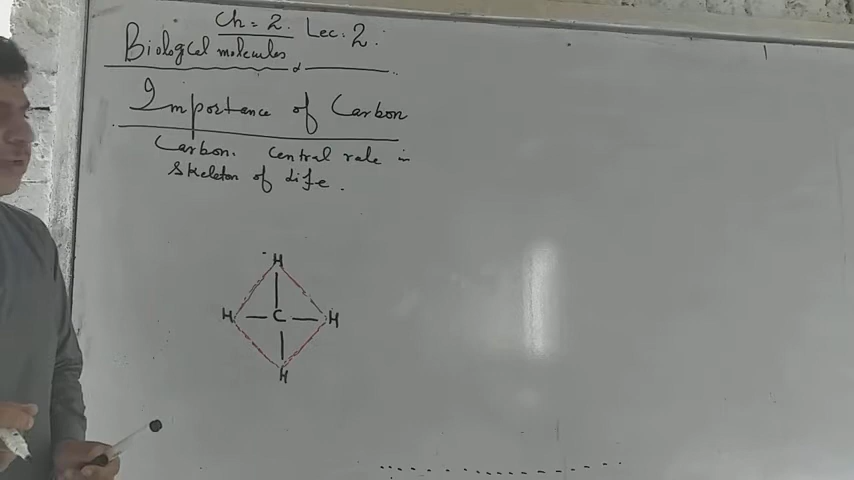 Ch = 2. Lec: 2.
Biological molecules
Importance of Carbon
Carbon. Central role in
Skeleton of life.
H
H — C — H
H